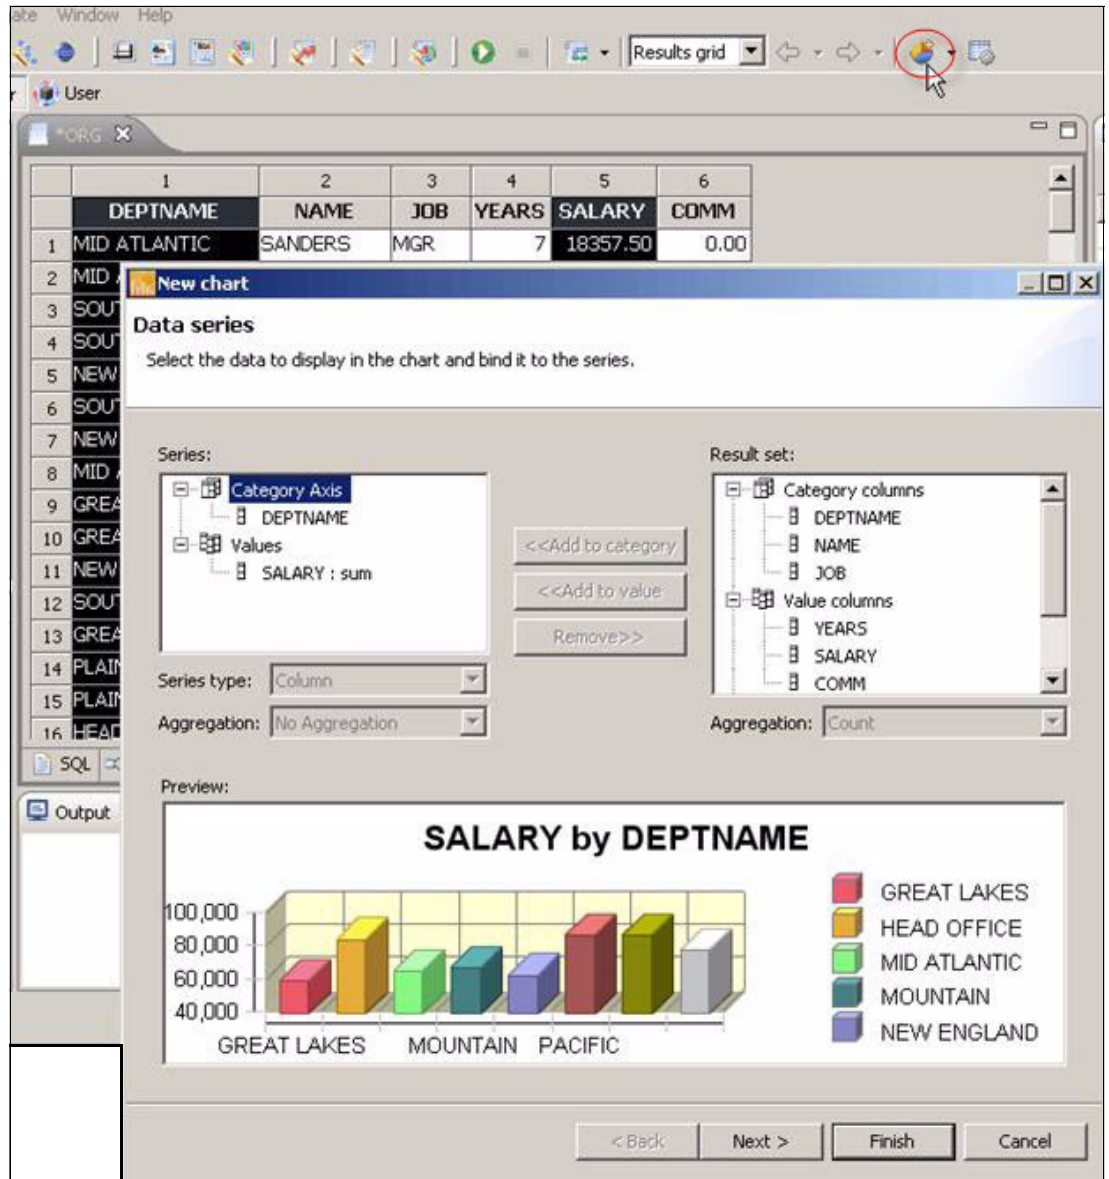 ate Window Help
Results grid
r User
*ORG
1 2 3 4 5 6
DEPTNAME NAME JOB YEARS SALARY COMM
1 MID ATLANTIC SANDERS MGR 7 18357.50 0.00
2 MID
3 SOUT
4 SOU
5 NEW
6 SOU
7 NEW
8 MID
9 GREA
10 GREA
11 NEW
12 SOU
13 GREA
14 PLAIN
15 PLAIN
16 HEAD
SQL
Output
New chart
Data series
Select the data to display in the chart and bind it to the series.
Series:
Category Axis
DEPTNAME
Values
SALARY : sum
Series type: Column
Aggregation: No Aggregation
<<Add to category
<<Add to value
Remove>>
Result set:
Category columns
DEPTNAME
NAME
JOB
Value columns
YEARS
SALARY
COMM
Aggregation: Count
Preview:
SALARY by DEPTNAME
100,000
80,000
60,000
40,000
GREAT LAKES MOUNTAIN PACIFIC
GREAT LAKES
HEAD OFFICE
MID ATLANTIC
MOUNTAIN
NEW ENGLAND
< Back Next > Finish Cancel